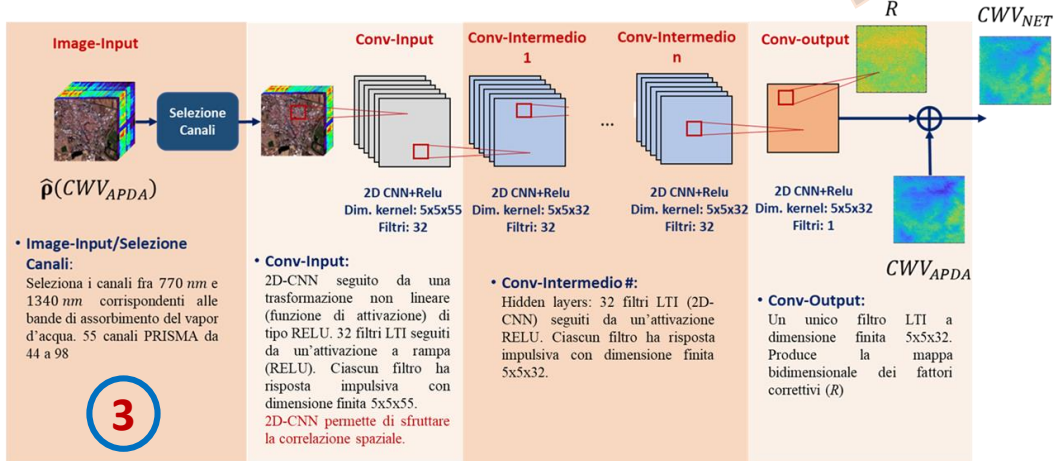 Image-Input
Selezione
Canali
ρ̂(CWV_APDA)
• Image-Input/Selezione
Canali:
Seleziona i canali fra 770 nm e
1340 nm corrispondenti alle
bande di assorbimento del vapor
d'acqua. 55 canali PRISMA da
44 a 98
3
Conv-Input
2D CNN+Relu
Dim. kernel: 5x5x55
Filtri: 32
• Conv-Input:
2D-CNN seguito da una
trasformazione non lineare
(funzione di attivazione) di
tipo RELU. 32 filtri LTI seguiti
da un'attivazione a rampa
(RELU). Ciascun filtro ha
risposta impulsiva con
dimensione finita 5x5x55.
2D-CNN permette di sfruttare
la correlazione spaziale.
Conv-Intermedio
1
2D CNN+Relu
Dim. kernel: 5x5x32
Filtri: 32
...
Conv-Intermedio
n
2D CNN+Relu
Dim. kernel: 5x5x32
Filtri: 32
• Conv-Intermedio #:
Hidden layers: 32 filtri LTI (2D-
CNN) seguiti da un'attivazione
RELU. Ciascun filtro ha risposta
impulsiva con dimensione finita
5x5x32.
Conv-output
2D CNN+Relu
Dim. kernel: 5x5x32
Filtri: 1
• Conv-Output:
Un unico filtro LTI a
dimensione finita 5x5x32.
Produce la mappa
bidimensionale dei fattori
correttivi (R)
R
CWV_NET
CWV_APDA